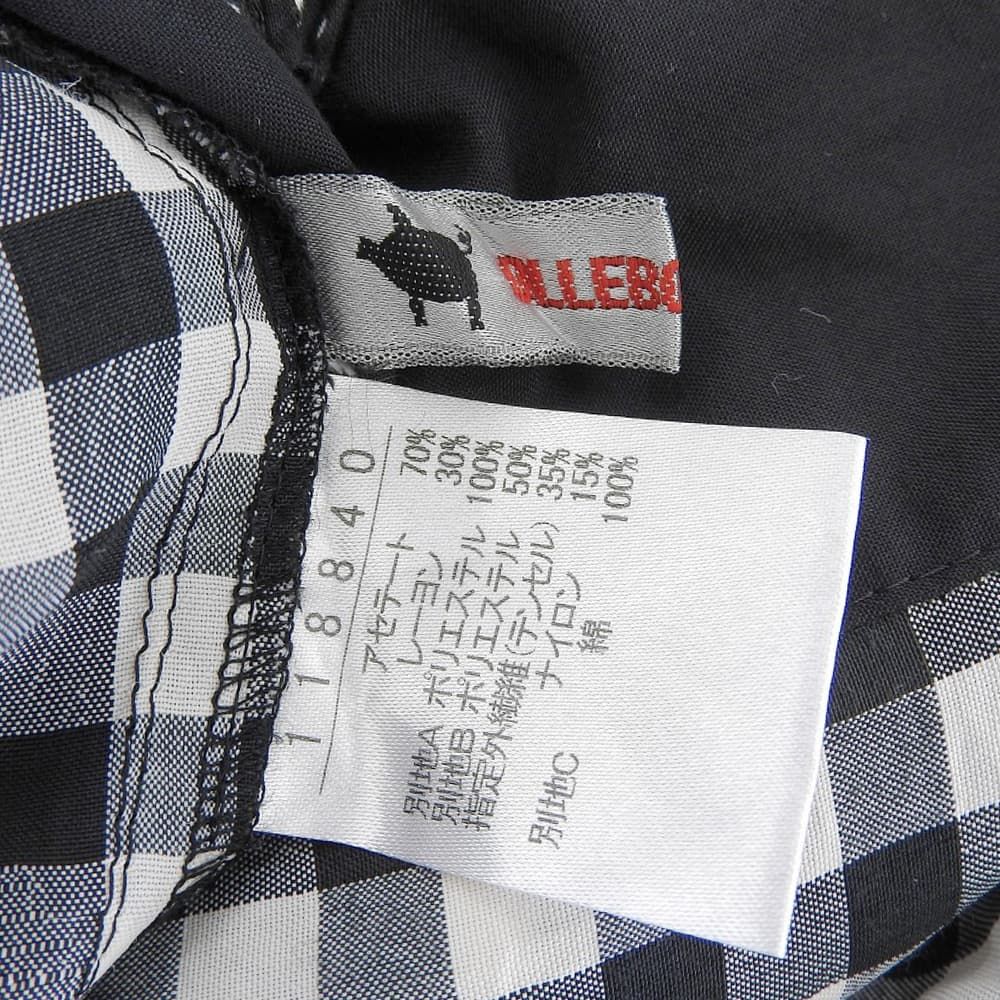 OLLEBO
118840
アセテート 70%
レーヨン 30%
別地A ポリエステル 100%
別地B ポリエステル 50%
指定外繊維(テンセル) 35%
ナイロン 15%
別地C 綿 100%